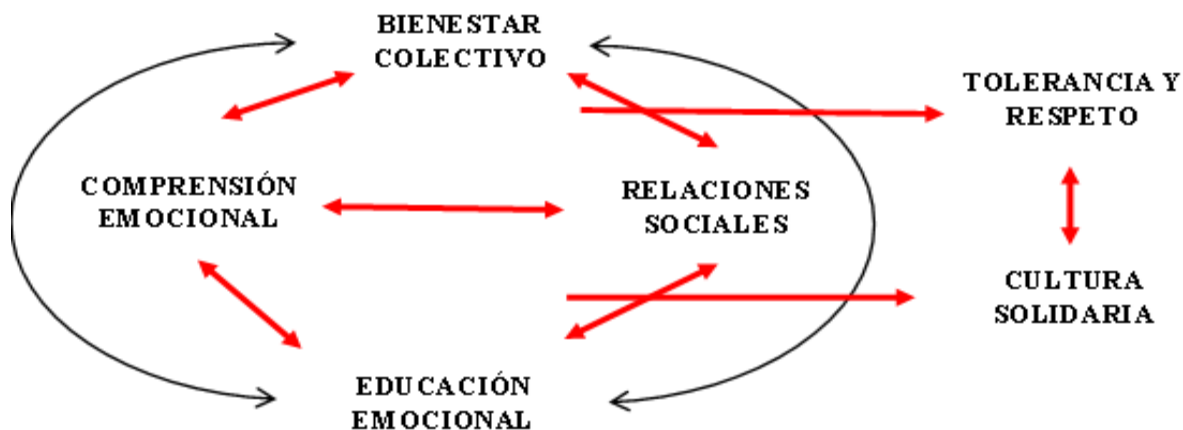 BIENESTAR
COLECTIVO
TOLERANCIA Y
RESPETO
COMPRENSIÓN
EMOCIONAL
RELACIONES
SOCIALES
CULTURA
SOLIDARIA
EDUCACIÓN
EMOCIONAL